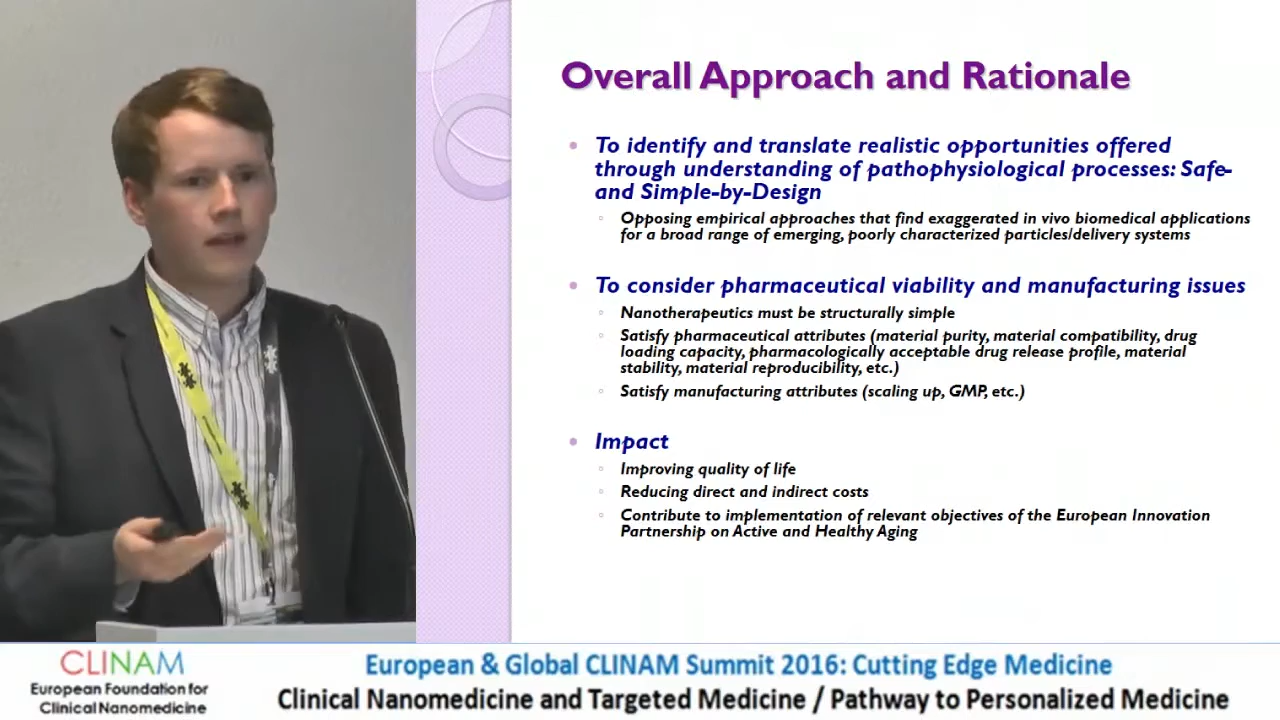 Overall Approach and Rationale
To identify and translate realistic opportunities offered
through understanding of pathophysiological processes: Safe-
and Simple-by-Design
Opposing empirical approaches that find exaggerated in vivo biomedical applications
for a broad range of emerging, poorly characterized particles/delivery systems
To consider pharmaceutical viability and manufacturing issues
Nanotherapeutics must be structurally simple
Satisfy pharmaceutical attributes (material purity, material compatibility, drug
loading capacity, pharmacologically acceptable drug release profile, material
stability, material reproducibility, etc.)
Satisfy manufacturing attributes (scaling up, GMP, etc.)
Impact
Improving quality of life
Reducing direct and indirect costs
Contribute to implementation of relevant objectives of the European Innovation
Partnership on Active and Healthy Aging
CLINAM
European Foundation for
Clinical Nanomedicine
European & Global CLINAM Summit 2016: Cutting Edge Medicine
Clinical Nanomedicine and Targeted Medicine / Pathway to Personalized Medicine